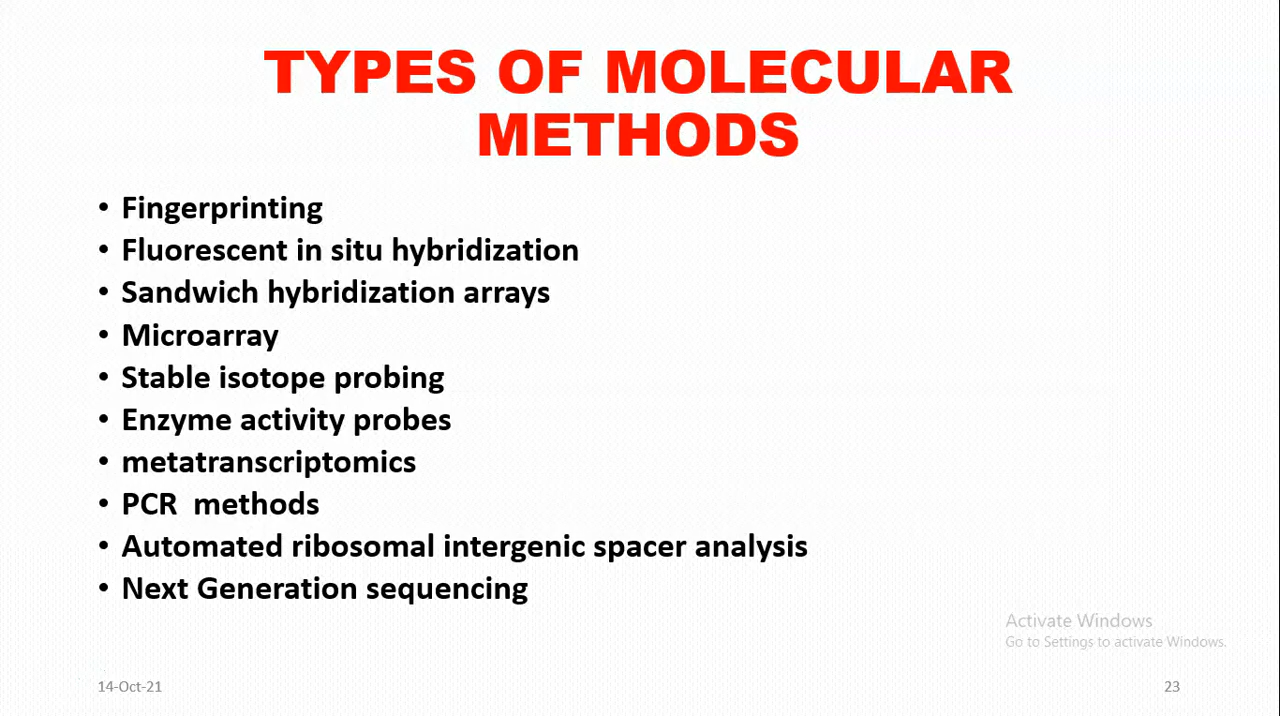 TYPES OF MOLECULAR
METHODS
• Fingerprinting
• Fluorescent in situ hybridization
• Sandwich hybridization arrays
• Microarray
• Stable isotope probing
• Enzyme activity probes
• metatranscriptomics
• PCR  methods
• Automated ribosomal intergenic spacer analysis
• Next Generation sequencing
Activate Windows
Go to Settings to activate Windows.
14-Oct-21
23